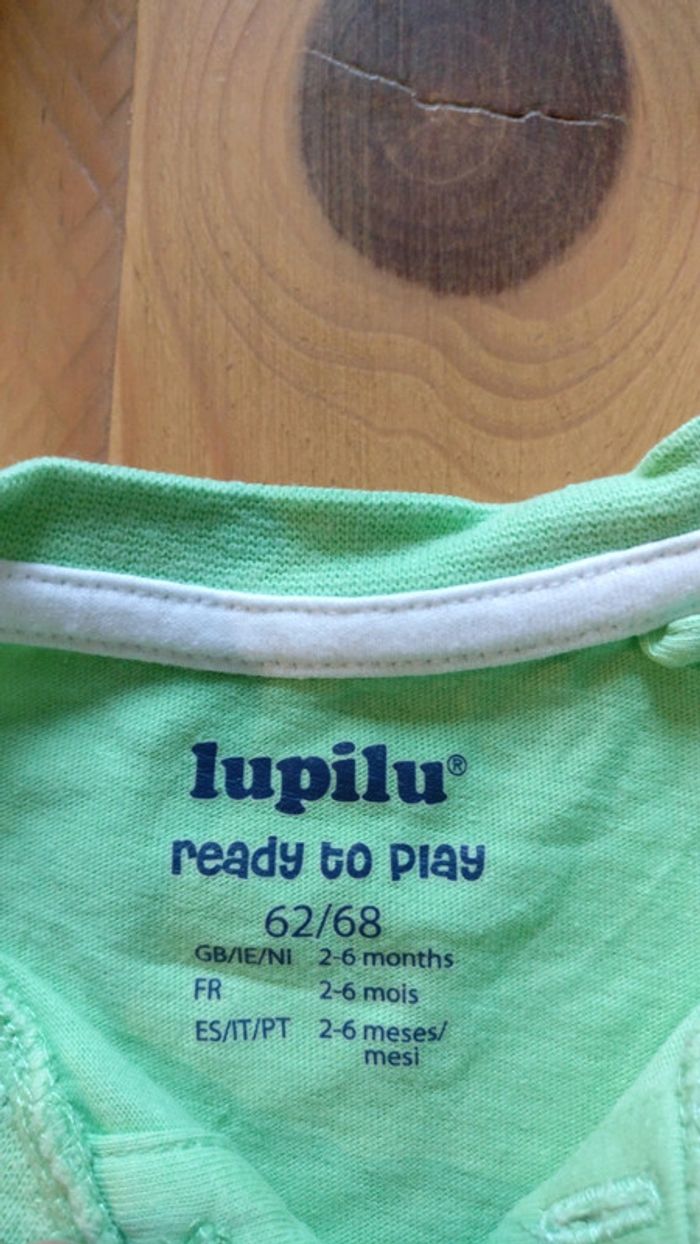 lupilu®
ready to play
62/68
GB/IE/NI 2-6 months
FR 2-6 mois
ES/IT/PT 2-6 meses/
mesi